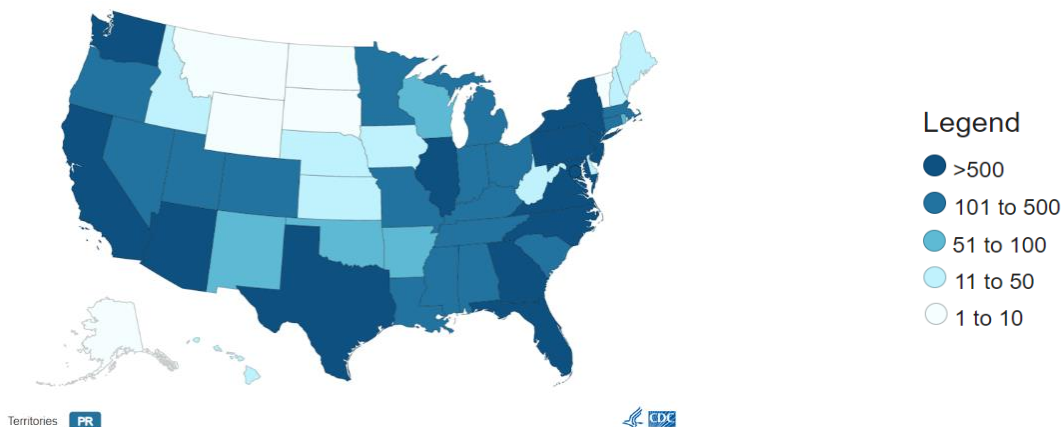 Legend
>500
101 to 500
51 to 100
11 to 50
1 to 10
Territories PR
CDC